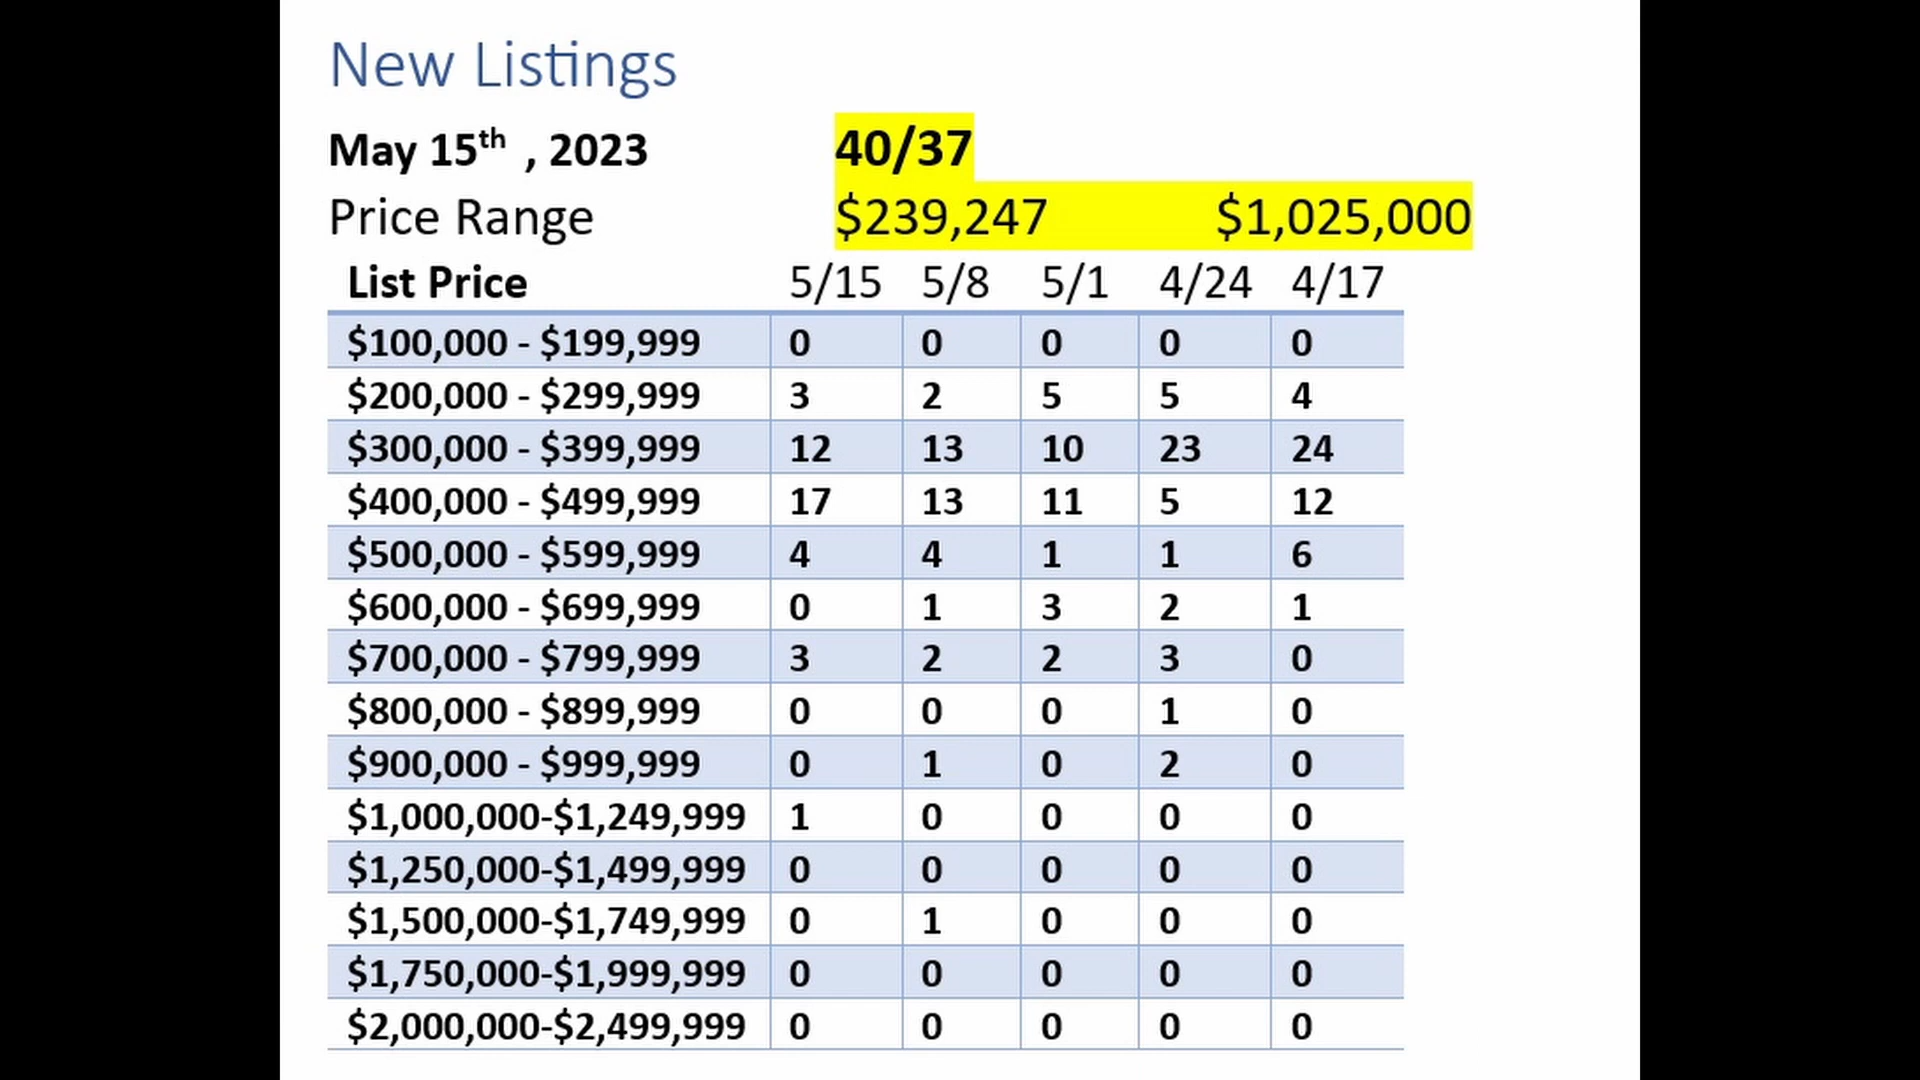 New Listings
May 15th , 2023 40/37
Price Range $239,247 $1,025,000
List Price 5/15 5/8 5/1 4/24 4/17
$100,000 - $199,999 0 0 0 0 0
$200,000 - $299,999 3 2 5 5 4
$300,000 - $399,999 12 13 10 23 24
$400,000 - $499,999 17 13 11 5 12
$500,000 - $599,999 4 4 1 1 6
$600,000 - $699,999 0 1 3 2 1
$700,000 - $799,999 3 2 2 3 0
$800,000 - $899,999 0 0 0 1 0
$900,000 - $999,999 0 1 0 2 0
$1,000,000-$1,249,999 1 0 0 0 0
$1,250,000-$1,499,999 0 0 0 0 0
$1,500,000-$1,749,999 0 1 0 0 0
$1,750,000-$1,999,999 0 0 0 0 0
$2,000,000-$2,499,999 0 0 0 0 0